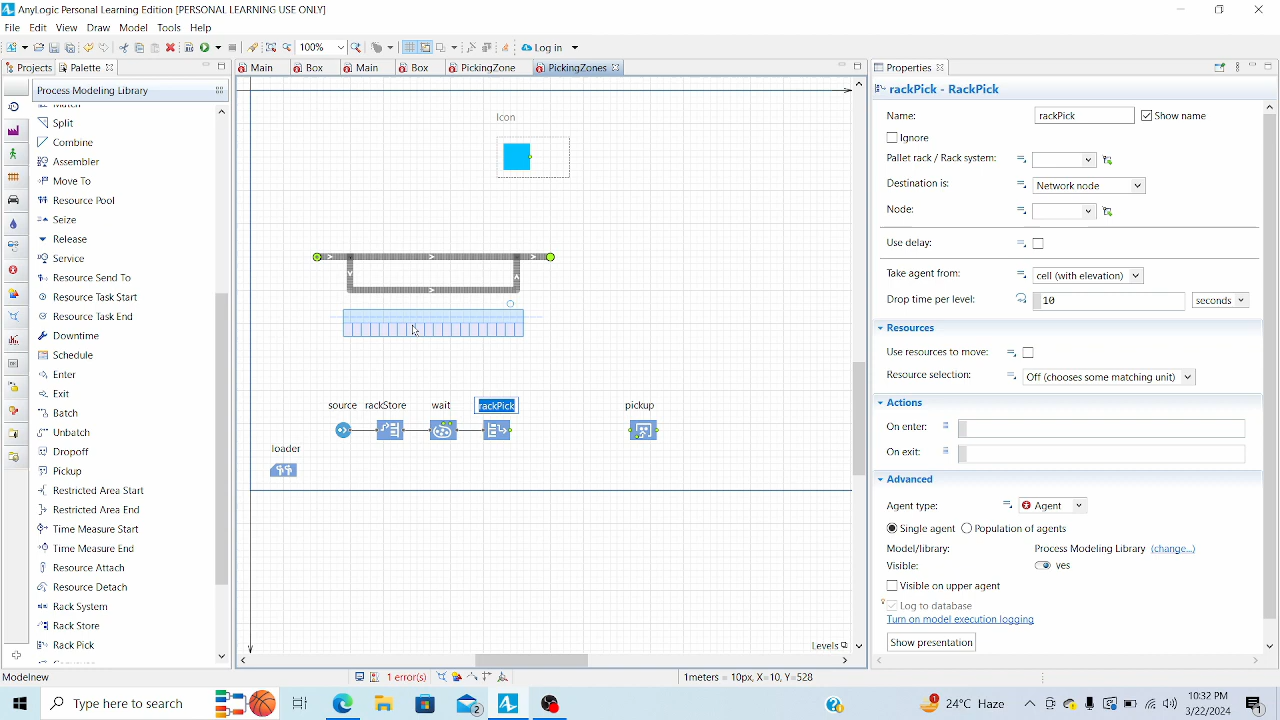 AnyLogic Personal Learning Edition [PERSONAL LEARNING USE ONLY]
File Edit View Draw Model Tools Help
100% Log in
Projects Palette
Main Box Main Box PickingZone PickingZones
Properties
Process Modeling Library
Split
Combine
Assembler
Move To
Resource Pool
Seize
Release
Service
Resource Send To
Resource Task Start
Resource Task End
Downtime
Schedule
Enter
Exit
Batch
Unbatch
Dropoff
Pickup
Restricted Area Start
Restricted Area End
Time Measure Start
Time Measure End
Resource Attach
Resource Detach
Rack System
Rack Store
Rack Pick
Icon
source rackStore wait rackPick pickup
loader
Levels
rackPick - RackPick
Name: rackPick Show name
Ignore
Pallet rack / Rack system:
Destination is: Network node
Node:
Use delay:
Take agent from: Cell (with elevation)
Drop time per level: 10 seconds
Resources
Use resources to move:
Resource selection: Off (chooses some matching unit)
Actions
On enter:
On exit:
Advanced
Agent type: Agent
Single agent Population of agents
Model/library: Process Modeling Library (change...)
Visible: yes
Visible on upper agent
Log to database
Turn on model execution logging
Show presentation
Modelnew 1 error(s) 1meters = 10px, X=10, Y=528
Type here to search 2 1 24°C Haze 10:32 PM 3/22/2024 1